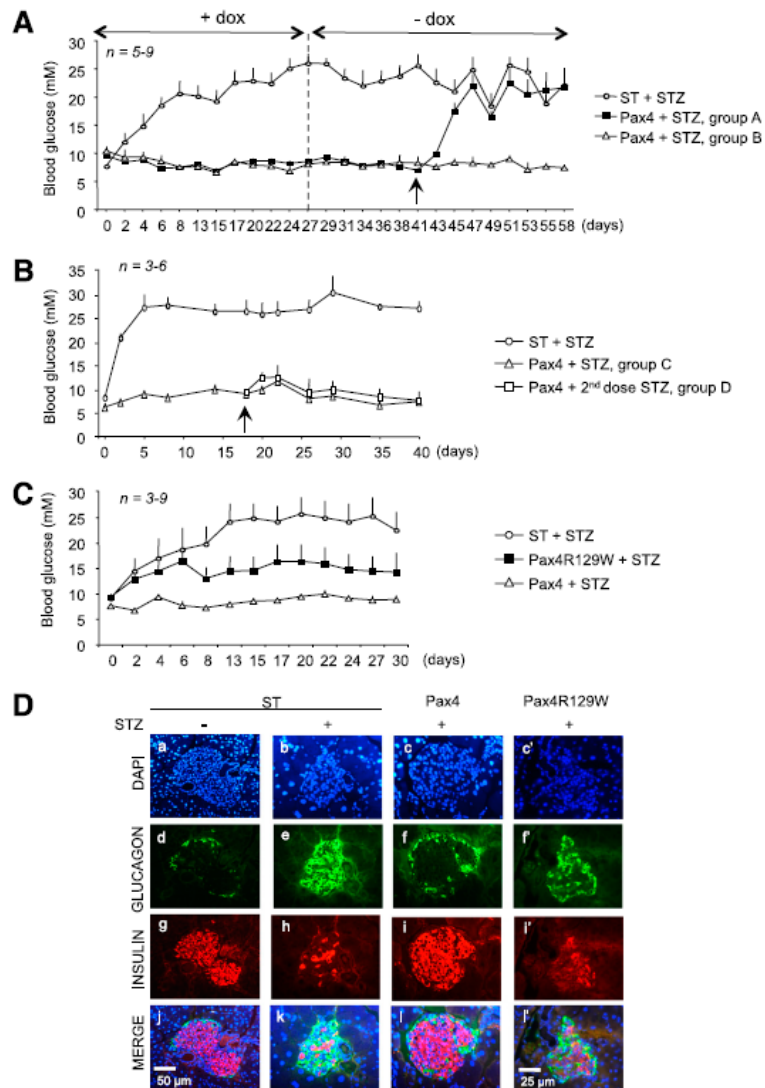 A
+ dox
- dox
n = 5-9
Blood glucose (mM)
30
25
20
15
10
5
0
0 2 4 6 8 13 14 17 20 22 24 27 29 31 34 36 38 41 43 45 47 49 51 53 55 58 (days)
ST + STZ
Pax4 + STZ, group A
Pax4 + STZ, group B
B
n = 3-6
Blood glucose (mM)
35
30
25
20
15
10
5
0
0 5 10 15 20 25 30 35 40
(days)
ST + STZ
Pax4 + STZ, group C
Pax4 + 2nd dose STZ, group D
C
n = 3-9
Blood glucose (mM)
30
25
20
15
10
5
0
0 2 4 6 8 13 15 17 20 22 24 27 30 (days)
ST + STZ
Pax4R129W + STZ
Pax4 + STZ
D
ST Pax4 Pax4R129W
STZ - + + +
DAPI
a b c c'
GLUCAGON
d e f f'
INSULIN
g h i i'
MERGE
j k l l'
50 µm
25 µm